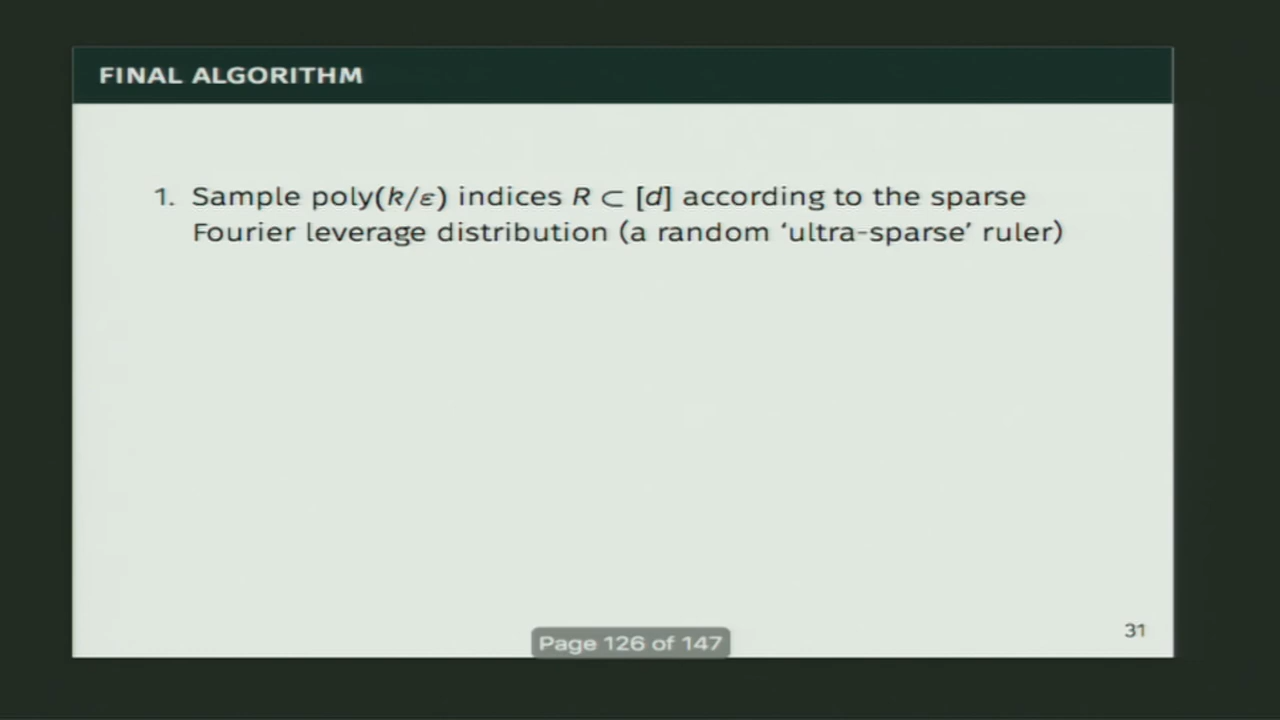 FINAL ALGORITHM
1. Sample poly(k/ε) indices R ⊂ [d] according to the sparse
Fourier leverage distribution (a random ‘ultra-sparse’ ruler)
31
Page 126 of 147